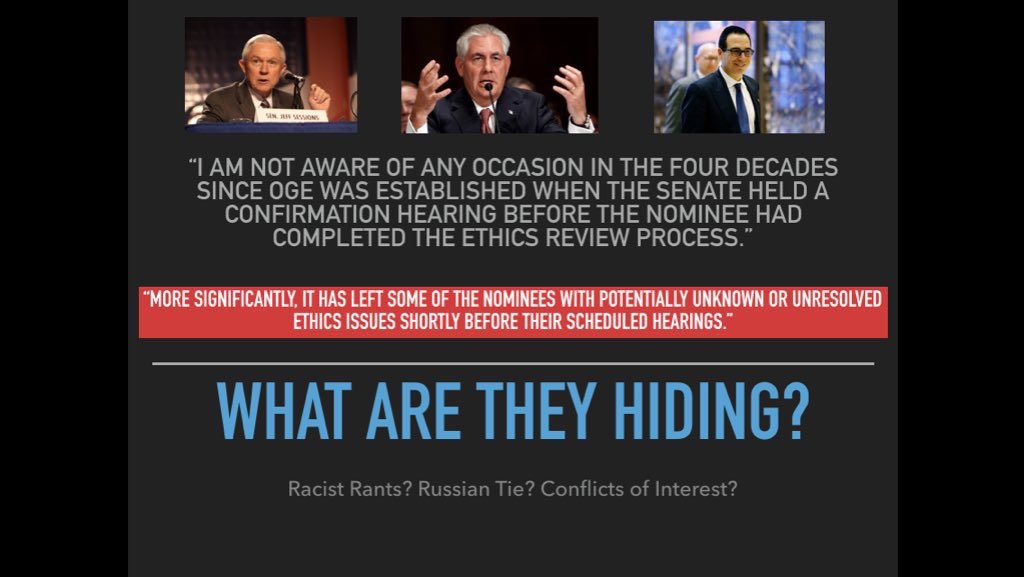 SEN. JEFF SESSIONS
“I AM NOT AWARE OF ANY OCCASION IN THE FOUR DECADES
SINCE OGE WAS ESTABLISHED WHEN THE SENATE HELD A
CONFIRMATION HEARING BEFORE THE NOMINEE HAD
COMPLETED THE ETHICS REVIEW PROCESS.”
“MORE SIGNIFICANTLY, IT HAS LEFT SOME OF THE NOMINEES WITH POTENTIALLY UNKNOWN OR UNRESOLVED
ETHICS ISSUES SHORTLY BEFORE THEIR SCHEDULED HEARINGS.”
WHAT ARE THEY HIDING?
Racist Rants? Russian Tie? Conflicts of Interest?